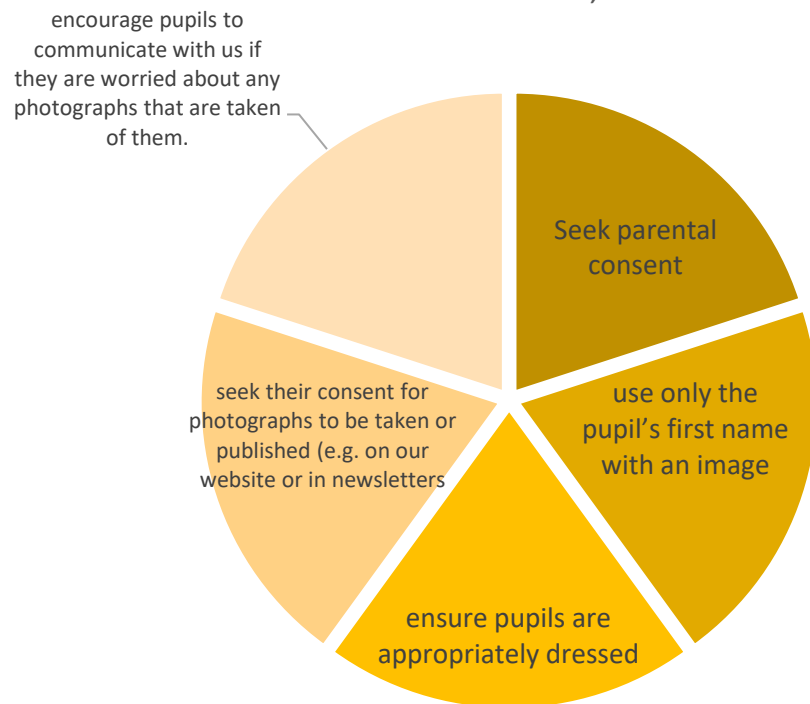 encourage pupils to
communicate with us if
they are worried about any
photographs that are taken
of them.
Seek parental
consent
use only the
pupil's first name
with an image
ensure pupils are
appropriately dressed
seek their consent for
photographs to be taken or
published (e.g. on our
website or in newsletters